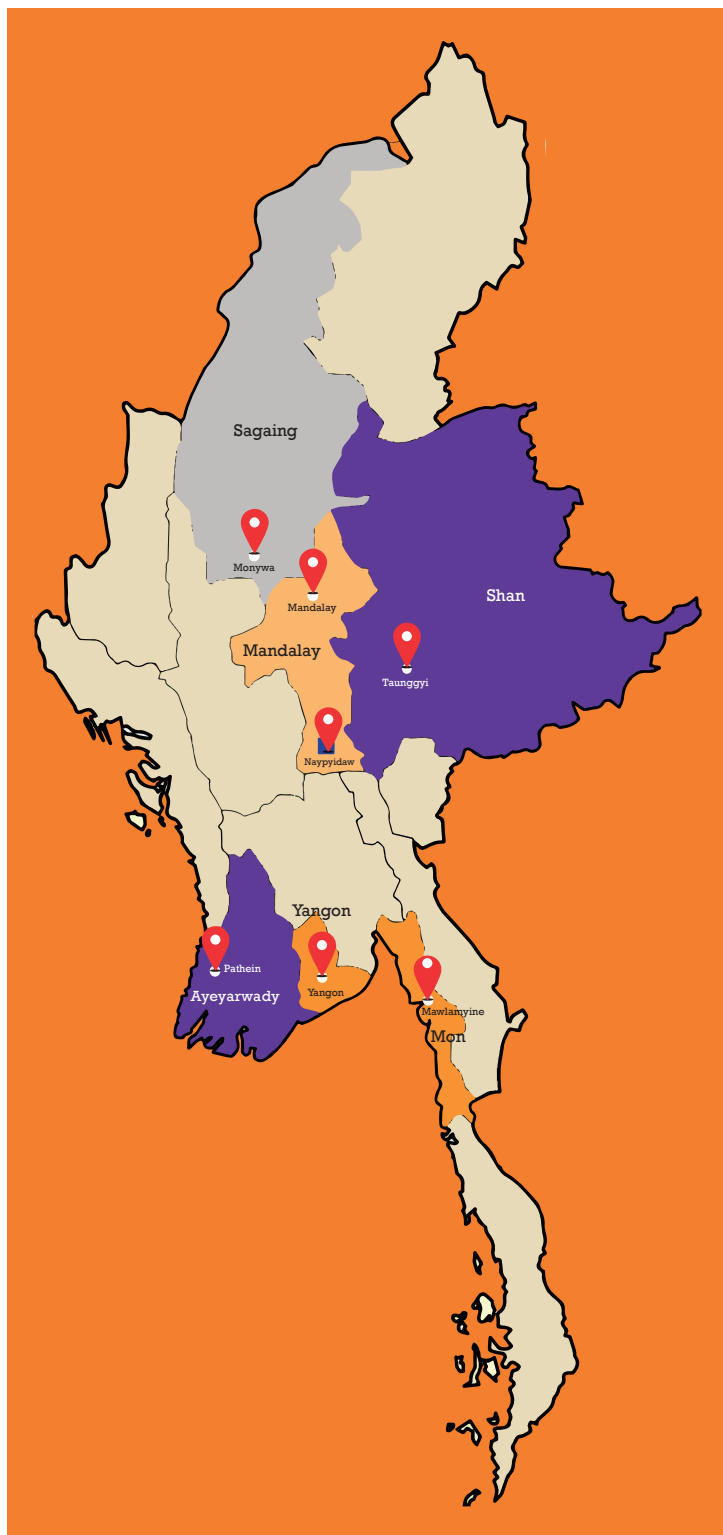 Sagaing
Monywa
Mandalay
Shan
Mandalay
Taunggyi
Naypyidaw
Yangon
Pathein
Ayeyarwady
Yangon
Mawlamyine
Mon